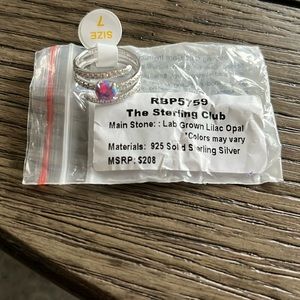 SIZE
7
RBP5759
The Sterling Club
Main Stone: : Lab Grown Lilac Opal
*Colors may vary
Materials: 925 Solid Sterling Silver
MSRP: $208